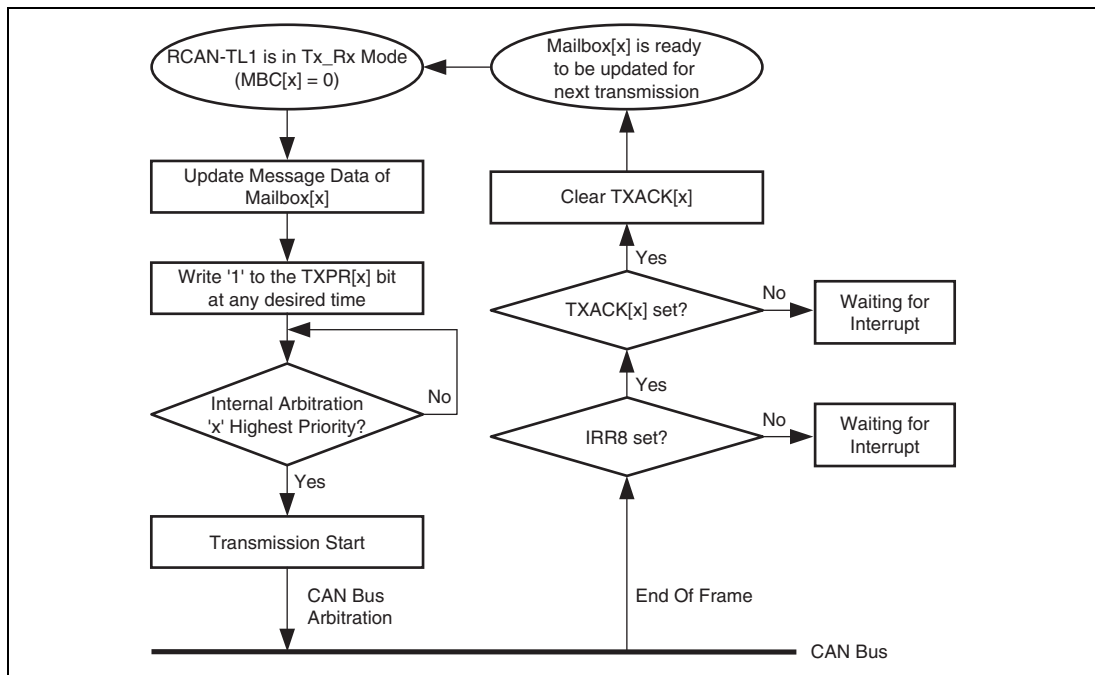 RCAN-TL1 is in Tx_Rx Mode
(MBC[x] = 0)
Update Message Data of
Mailbox[x]
Write '1' to the TXPR[x] bit
at any desired time
Internal Arbitration
'x' Highest Priority?
No
Yes
Transmission Start
CAN Bus
Arbitration
Mailbox[x] is ready
to be updated for
next transmission
Clear TXACK[x]
Yes
TXACK[x] set?
No
Waiting for
Interrupt
Yes
IRR8 set?
No
Waiting for
Interrupt
End Of Frame
CAN Bus